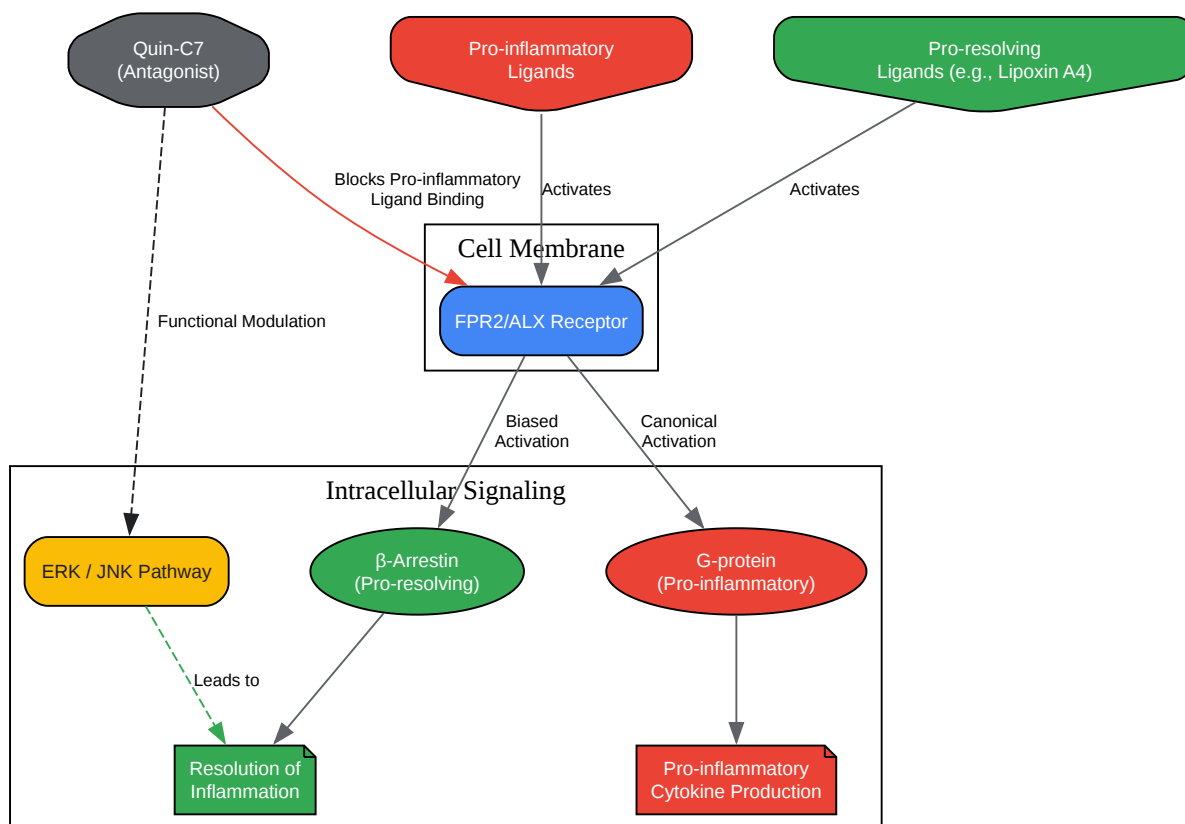 Quin-C7
(Antagonist)
Pro-inflammatory
Ligands
Pro-resolving
Ligands (e.g., Lipoxin A4)
Blocks Pro-inflammatory
Ligand Binding
Activates
Activates
Cell Membrane
FPR2/ALX Receptor
Functional Modulation
Biased
Activation
Canonical
Activation
Intracellular Signaling
ERK / JNK Pathway
β-Arrestin
(Pro-resolving)
G-protein
(Pro-inflammatory)
Leads to
Resolution of
Inflammation
Pro-inflammatory
Cytokine Production